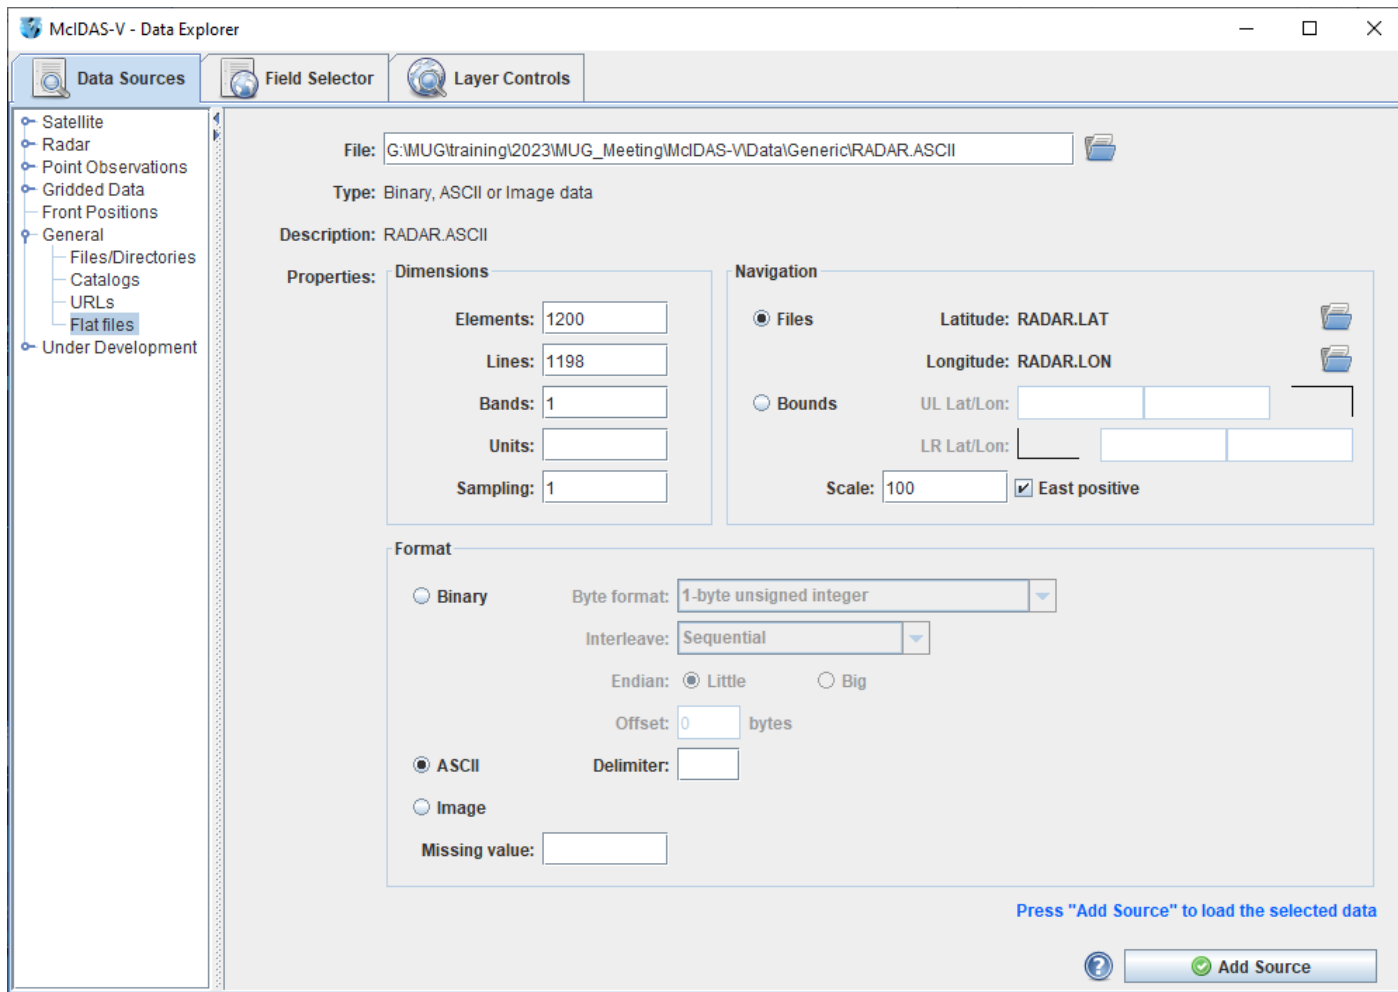 McIDAS-V - Data Explorer
Data Sources
Field Selector
Layer Controls
Satellite
Radar
Point Observations
Gridded Data
Front Positions
General
Files/Directories
Catalogs
URLs
Flat files
Under Development
File: G:\MUG\training\2023\MUG_Meeting\McIDAS-V\Data\Generic\RADAR.ASCII
Type: Binary, ASCII or Image data
Description: RADAR.ASCII
Properties:
Dimensions
Elements: 1200
Lines: 1198
Bands: 1
Units:
Sampling: 1
Navigation
Files
Latitude: RADAR.LAT
Longitude: RADAR.LON
Bounds
UL Lat/Lon:
LR Lat/Lon:
Scale: 100
East positive
Format
Binary
Byte format: 1-byte unsigned integer
Interleave: Sequential
Endian: Little Big
Offset: 0 bytes
ASCII
Delimiter:
Image
Missing value:
Press "Add Source" to load the selected data
? Add Source